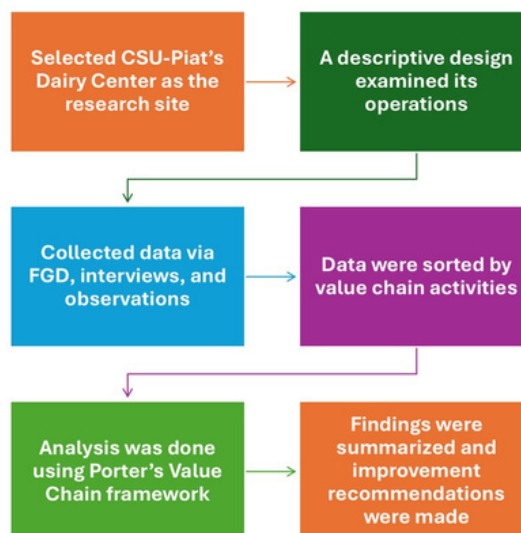 Selected CSU-Piat's
Dairy Center as the
research site
A descriptive design
examined its
operations
Collected data via
FGD, interviews, and
observations
Data were sorted by
value chain activities
Analysis was done
using Porter's Value
Chain framework
Findings were
summarized and
improvement
recommendations
were made